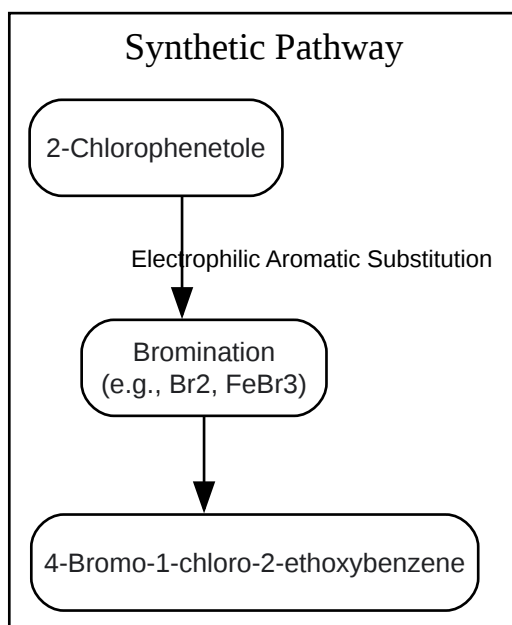 Synthetic Pathway
2-Chlorophenetole
Electrophilic Aromatic Substitution
Bromination
(e.g., Br2, FeBr3)
4-Bromo-1-chloro-2-ethoxybenzene